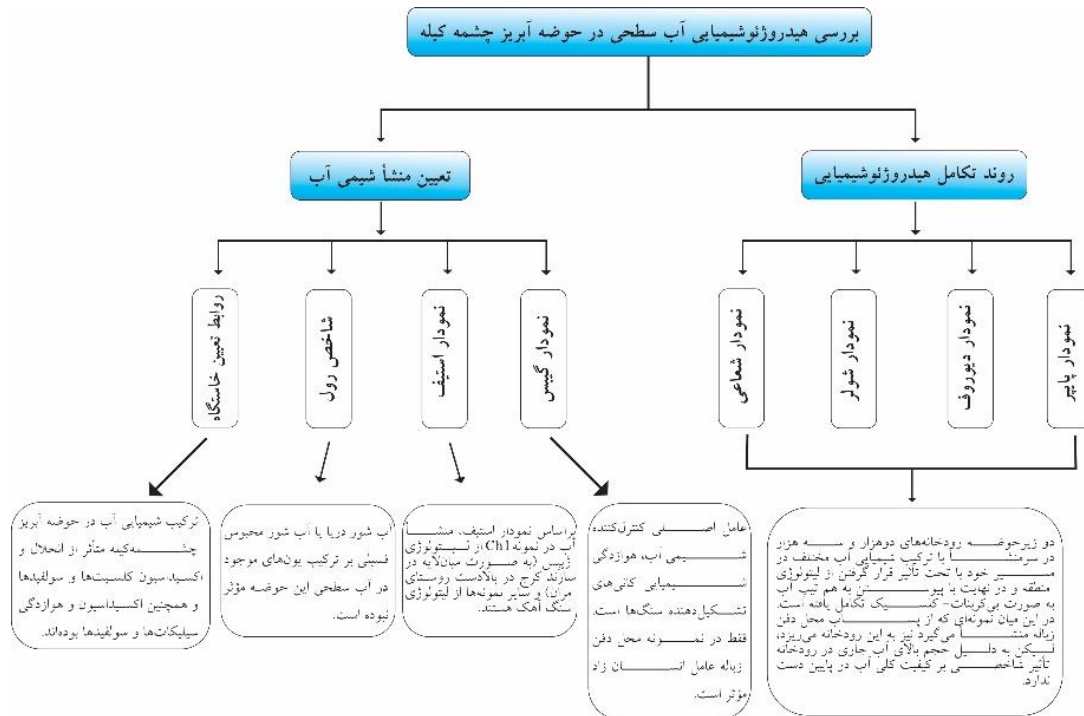 بررسی هیدروژئوشیمیایی آب سطحی در حوضه آبریز چشمه کیله
روند تکامل هیدروژئوشیمیایی
تعیین منشأ شیمی آب
نمودار پایپر
نمودار دیوروف
نمودار شولر
نمودار شعاعی
نمودار گیبس
نمودار استیف
شاخص رول
روابط تعیین خاستگاه
دو زیرحوضه رودخانه‌های دوهزار و سه هزار
در سرمنشأ با ترکیب شیمیایی آب مختلف در
مسیر خود با تحت تأثیر قرار گرفتن از لیتولوژی
منطقه و در نهایت با پیوستن به هم تیپ آب
به صورت بی‌کربنات- کلسیک تکامل یافته است.
در این میان نمونه‌ای که از پساب محل دفن
زباله منشأ می‌گیرد نیز به این رودخانه می‌ریزد،
لیکن به دلیل حجم بالای آب جاری در رودخانه
تأثیر شاخصی بر کیفیت کلی آب در پایین دست
ندارد.
عامل اصلی کنترل‌کننده
شیمی آب، هوازدگی
شیمیایی کانی‌های
تشکیل‌دهنده سنگ‌ها است.
فقط در نمونه محل دفن
زباله عامل انسان زاد
مؤثر است.
براساس نمودار استیف، منشأ
آب در نمونه Ch1 از لیتولوژی
ژیپس (به صورت میان‌لایه در
سازند کرج در بالادست روستای
مران) و سایر نمونه‌ها از لیتولوژی
سنگ آهک هستند.
آب شور دریا یا آب شور محبوس
فسیلی بر ترکیب یون‌های موجود
در آب سطحی این حوضه مؤثر
نبوده است.
ترکیب شیمیایی آب در حوضه آبریز
چشمه‌کیله متأثر از انحلال و
اکسیداسیون کلسیت‌ها و سولفیدها
و همچنین اکسیداسیون و هوازدگی
سیلیکات‌ها و سولفیدها بوده‌اند.